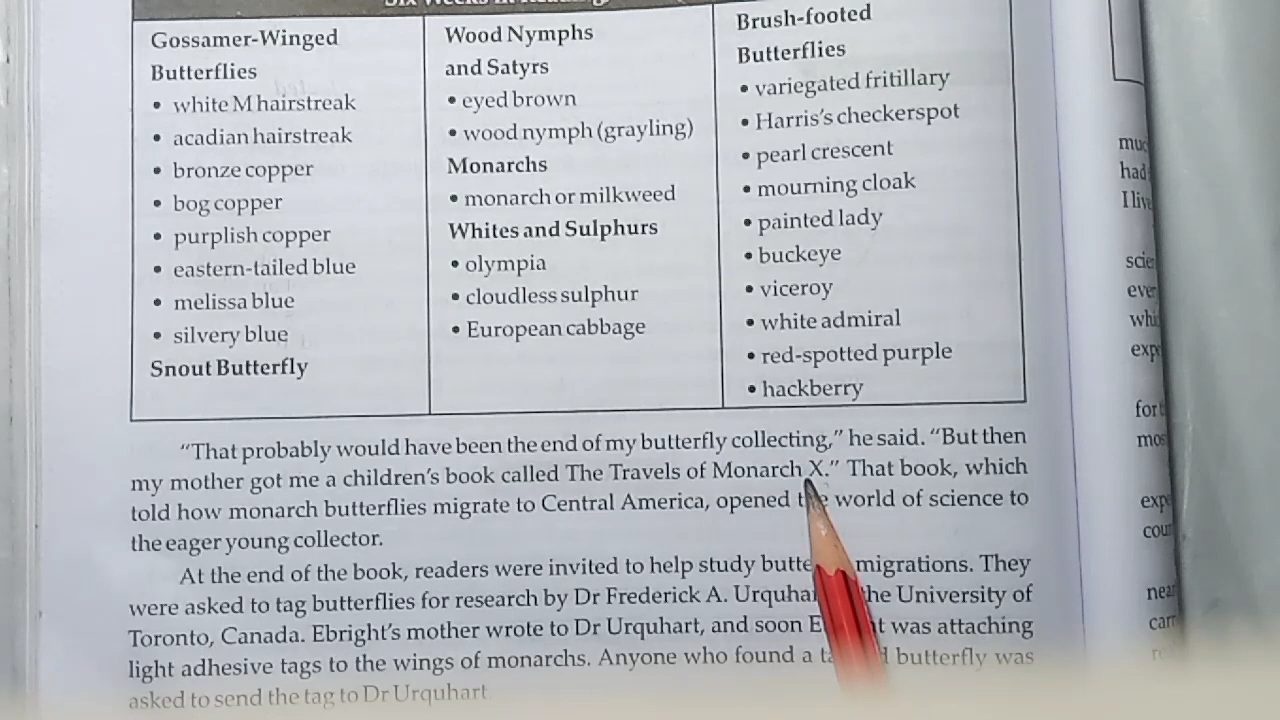 Gossamer-Winged
Butterflies
• white M hairstreak
• acadian hairstreak
• bronze copper
• bog copper
• purplish copper
• eastern-tailed blue
• melissa blue
• silvery blue
Snout Butterfly
Wood Nymphs
and Satyrs
• eyed brown
• wood nymph (grayling)
Monarchs
• monarch or milkweed
Whites and Sulphurs
• olympia
• cloudless sulphur
• European cabbage
Brush-footed
Butterflies
• variegated fritillary
• Harris's checkerspot
• pearl crescent
• mourning cloak
• painted lady
• buckeye
• viceroy
• white admiral
• red-spotted purple
• hackberry
"That probably would have been the end of my butterfly collecting," he said. "But then
my mother got me a children's book called The Travels of Monarch X." That book, which
told how monarch butterflies migrate to Central America, opened the world of science to
the eager young collector.
At the end of the book, readers were invited to help study migrations. They
were asked to tag butterflies for research by Dr Frederick A. the University of
Toronto, Canada. Ebright's mother wrote to Dr Urquhart, and soon was attaching
light adhesive tags to the wings of monarchs. Anyone who found a butterfly was
asked to send the tag to Dr Urquhart.
had